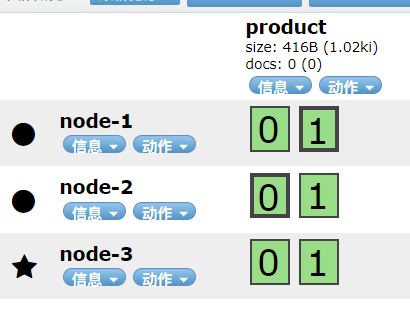 product
size: 416B (1.02ki)
docs: 0 (0)
信息 动作
node-1
信息 动作
0 1
node-2
信息 动作
0 1
node-3
信息 动作
0 1